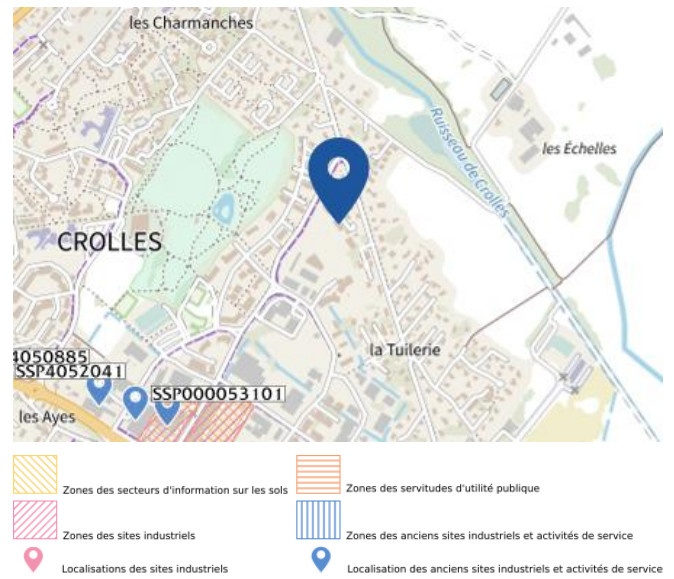 les Charmanches
Ruisseau de Crolles
les Échelles
CROLLES
la Tuilerie
4050885
SSP4052041
SSP000053101
les Ayes
Zones des secteurs d'information sur les sols
Zones des servitudes d'utilité publique
Zones des sites industriels
Zones des anciens sites industriels et activités de service
Localisations des sites industriels
Localisation des anciens sites industriels et activités de service